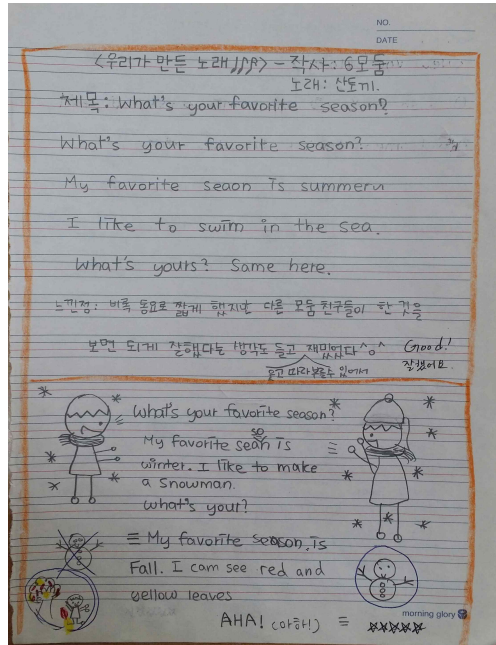 NO.
DATE
<우리가 만든 노래> - 작사: 6모둠
노래: 산토끼.
제목: What's your favorite season?
What's your favorite season?
My favorite seaon is summer
I like to swim in the sea.
What's yours? Same here.
느낀점: 비록 동요로 짧게 했지만 다른 모둠 친구들이 한 것을
보면 되게 잘했다는 생각도 들고 재미있었다^o^ Good!
듣고 따라부를수 있어서 잘했어요
What's your favorite season?
My favorite season is
winter. I like to make
a snowman.
what's your?
My favorite season is
Fall. I cam see red and
yellow leaves
morning glory
AHA! (아하!)